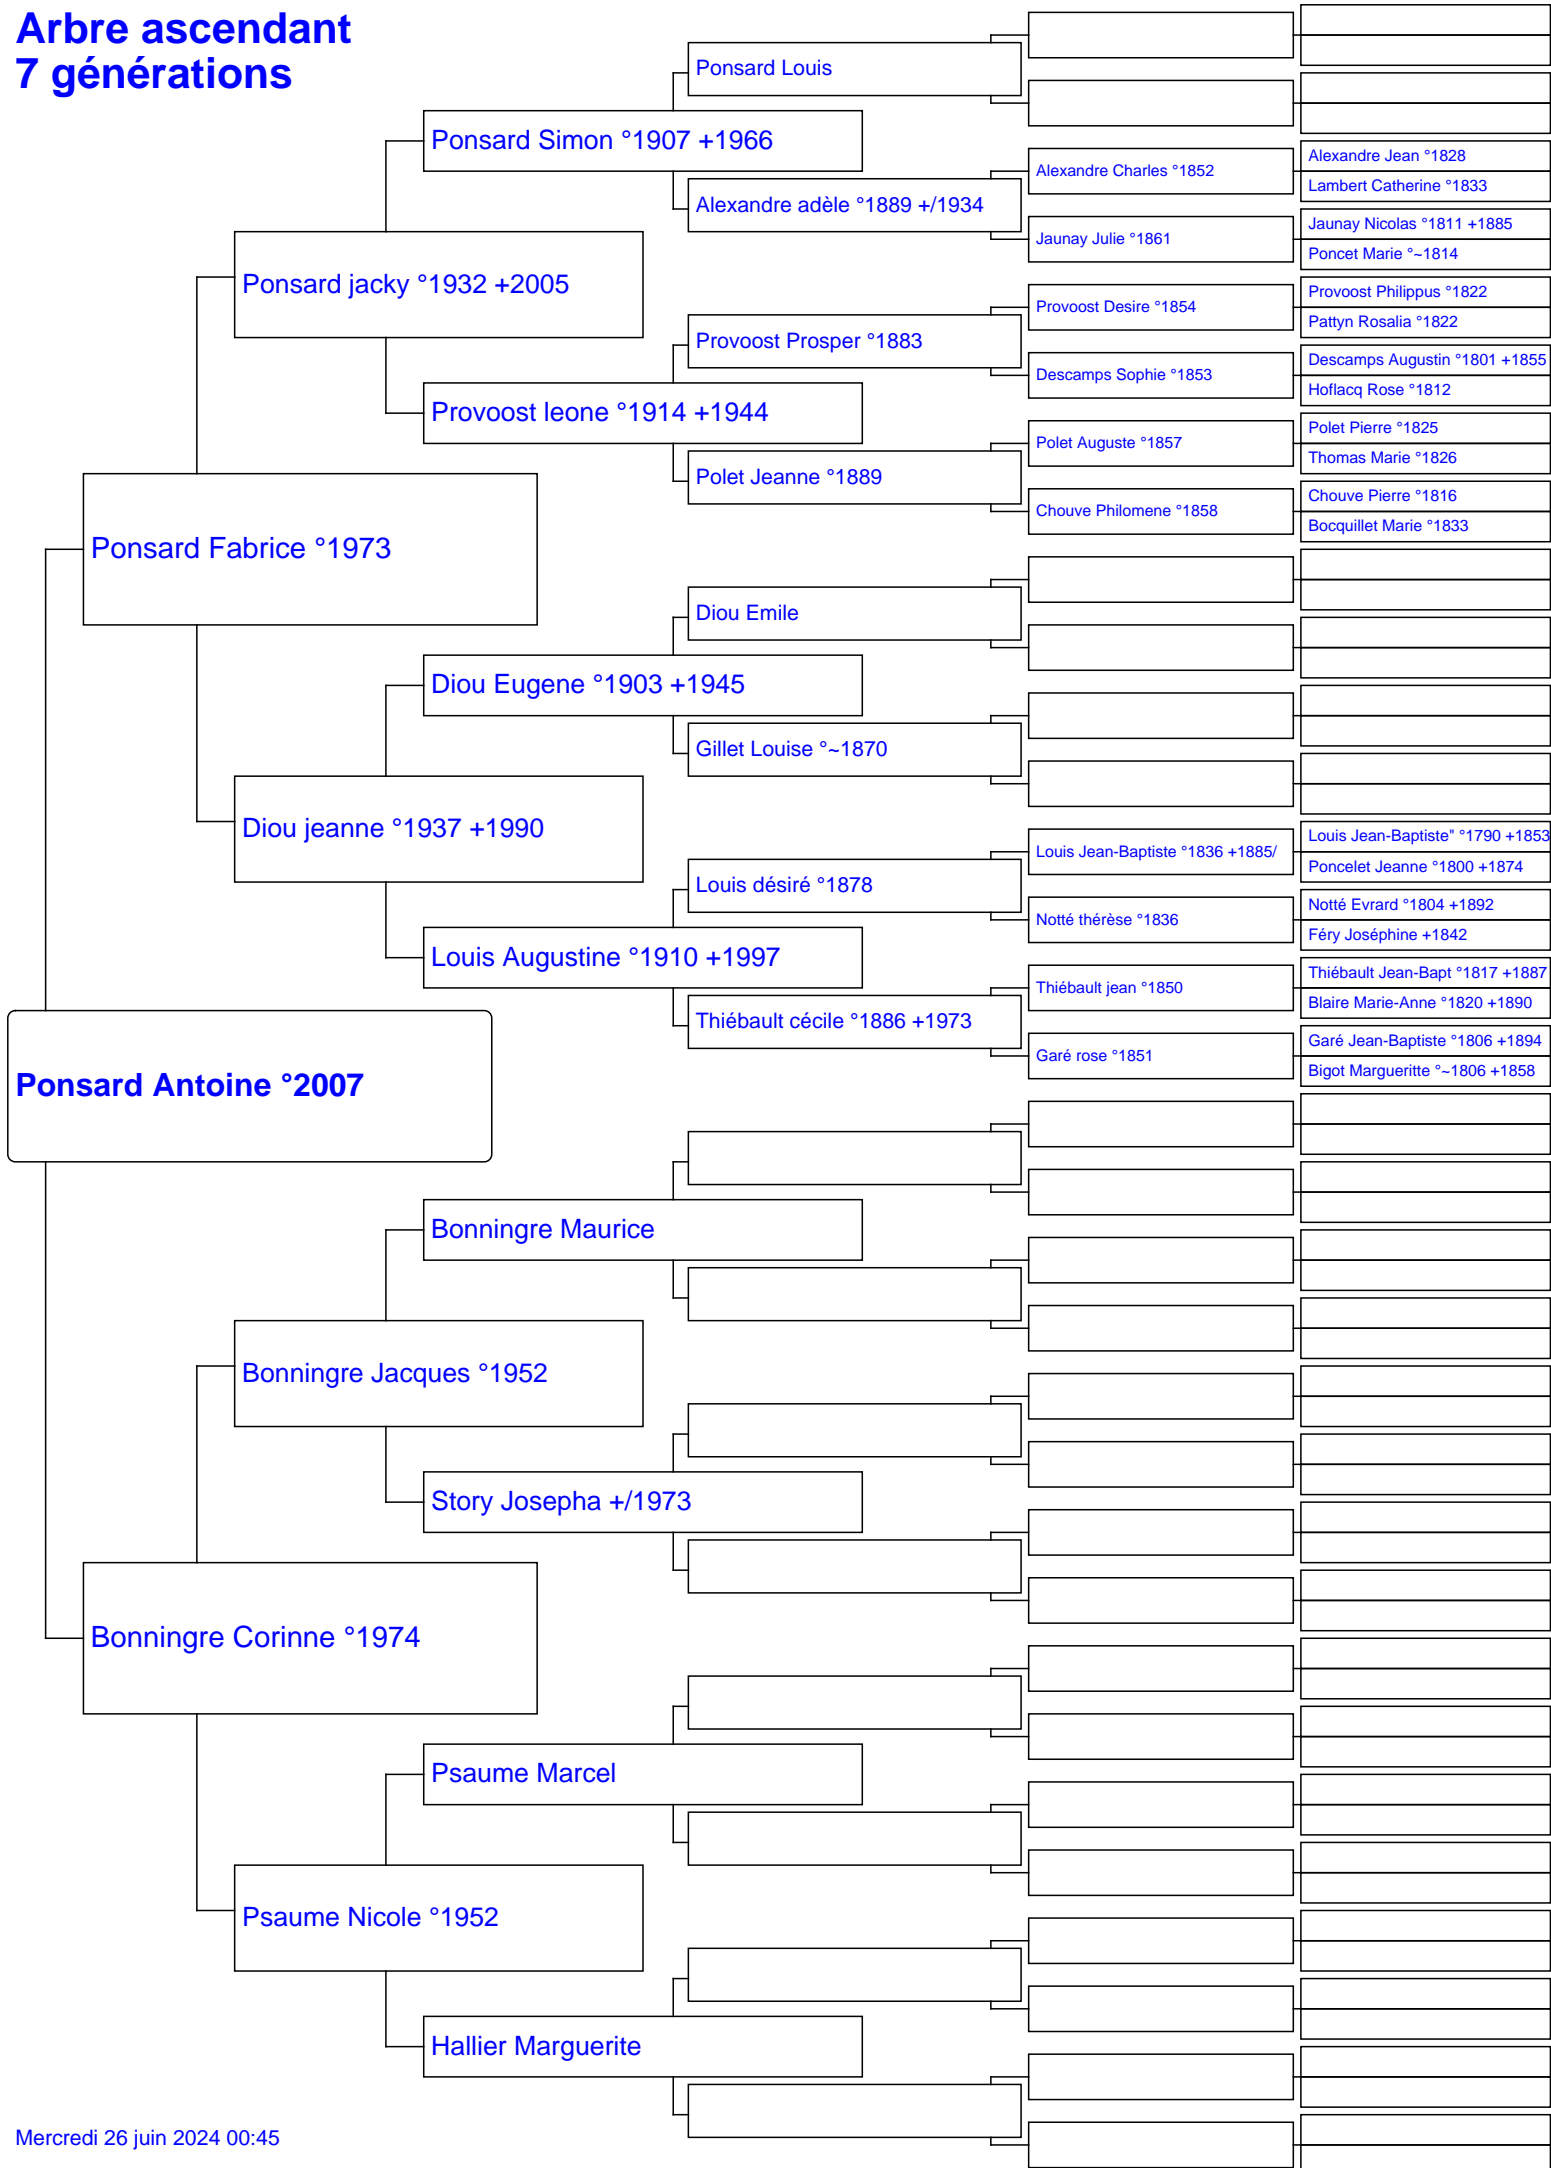 Arbre ascendant
7 générations
Ponsard Louis
Ponsard Simon °1907 +1966
Alexandre Jean °1828
Alexandre Charles °1852
Lambert Catherine °1833
Alexandre adèle °1889 +/1934
Jaunay Nicolas °1811 +1885
Jaunay Julie °1861
Poncet Marie °~1814
Ponsard jacky °1932 +2005
Provoost Philippus °1822
Provoost Desire °1854
Pattyn Rosalia °1822
Provoost Prosper °1883
Descamps Augustin °1801 +1855
Descamps Sophie °1853
Hoflacq Rose °1812
Provoost leone °1914 +1944
Polet Pierre °1825
Polet Auguste °1857
Thomas Marie °1826
Polet Jeanne °1889
Chouve Pierre °1816
Chouve Philomene °1858
Bocquillet Marie °1833
Ponsard Fabrice °1973
Diou Emile
Diou Eugene °1903 +1945
Gillet Louise °~1870
Diou jeanne °1937 +1990
Louis Jean-Baptiste" °1790 +1853
Louis Jean-Baptiste °1836 +1885/
Poncelet Jeanne °1800 +1874
Louis désiré °1878
Notté Evrard °1804 +1892
Notté thérèse °1836
Féry Joséphine +1842
Louis Augustine °1910 +1997
Thiébault Jean-Bapt °1817 +1887
Thiébault jean °1850
Blaire Marie-Anne °1820 +1890
Thiébault cécile °1886 +1973
Garé Jean-Baptiste °1806 +1894
Garé rose °1851
Bigot Margueritte °~1806 +1858
Ponsard Antoine °2007
Bonningre Maurice
Bonningre Jacques °1952
Story Josepha +/1973
Bonningre Corinne °1974
Psaume Marcel
Psaume Nicole °1952
Hallier Marguerite
Mercredi 26 juin 2024 00:45